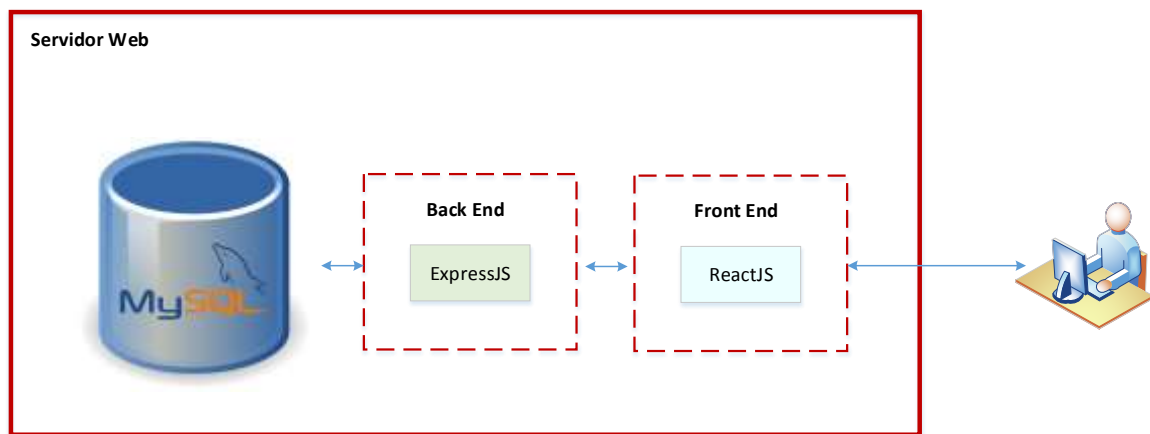 Servidor Web
MySQL
Back End
ExpressJS
Front End
ReactJS